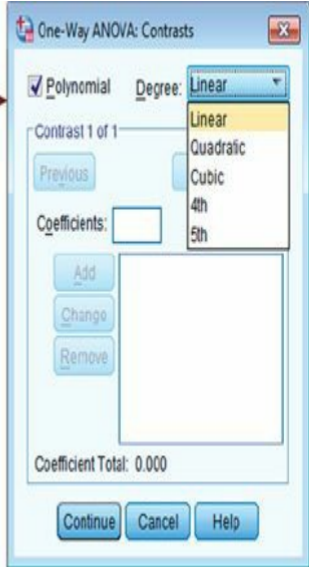 One-Way ANOVA: Contrasts
Polynomial Degree: Linear
Linear
Contrast 1 of 1
Quadratic
Previous
Cubic
4th
Coefficients:
5th
Add
Change
Remove
Coefficient Total: 0.000
Continue Cancel Help